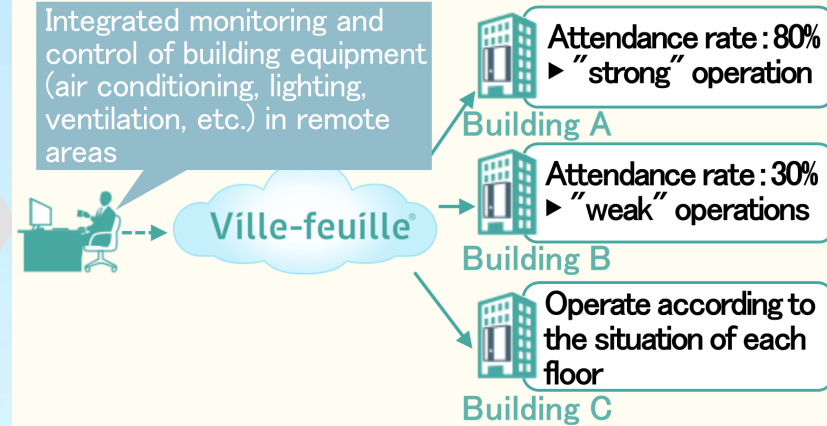 Integrated monitoring and
control of building equipment
(air conditioning, lighting,
ventilation, etc.) in remote
areas
Ville-feuille®
Attendance rate : 80%
▶ "strong" operation
Building A
Attendance rate : 30%
▶ "weak" operations
Building B
Operate according to
the situation of each
floor
Building C